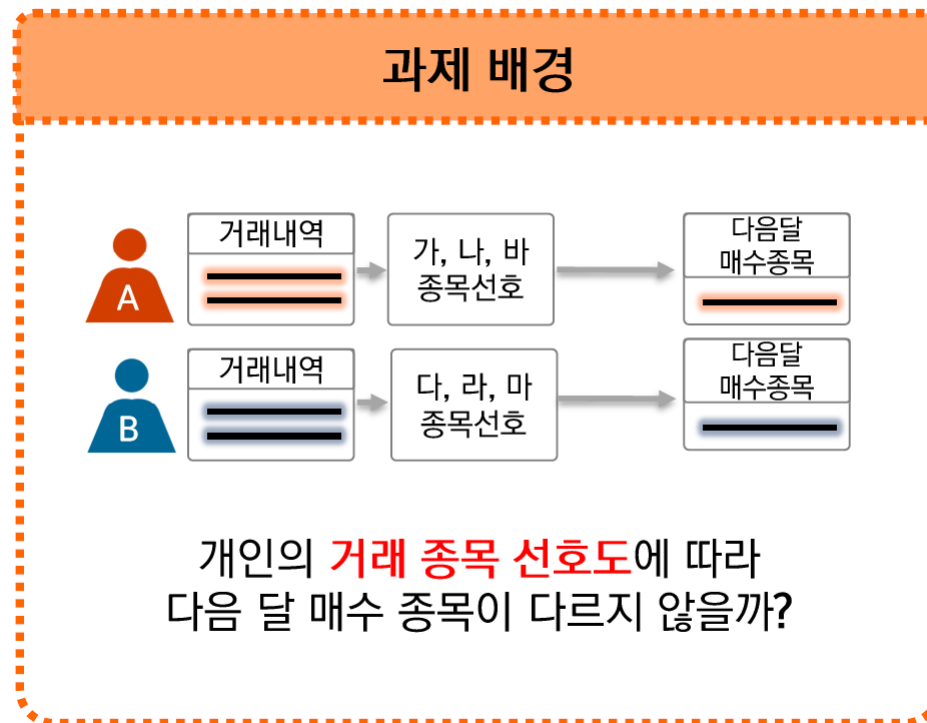 과제 배경
A
거래내역
가, 나, 바
종목선호
다음달
매수종목
B
거래내역
다, 라, 마
종목선호
다음달
매수종목
개인의 거래 종목 선호도에 따라
다음 달 매수 종목이 다르지 않을까?